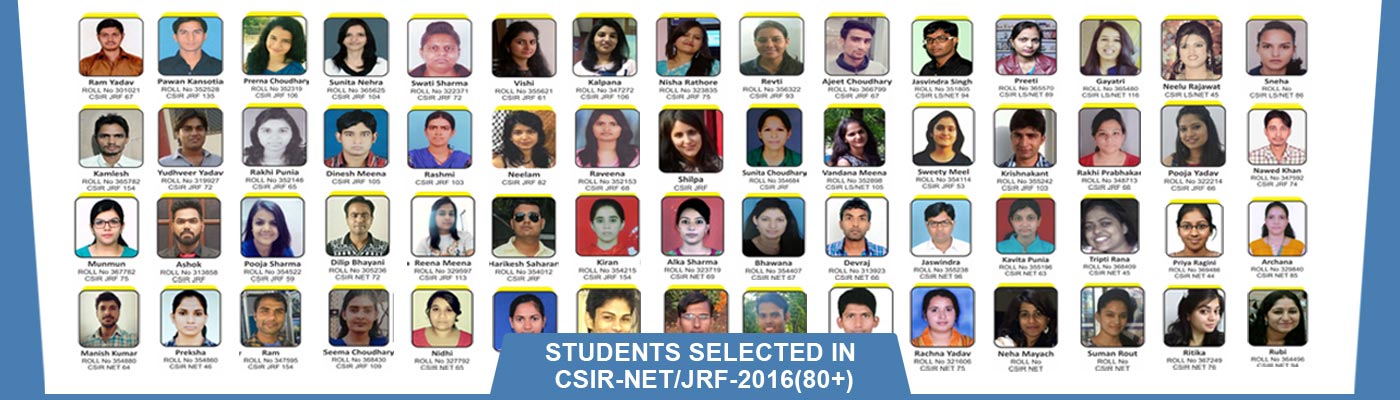 Ram Yadav Pawan Kansotia Prerna Choudhary Sunita Nehra Swati Sharma Vishi Kalpana Nisha Rathore Revti Ajeet Choudhary Jasvindra Singh Preeti Gayatri Neelu Rajawat Sneha
ROLL No 301021 ROLL No 352528 ROLL No 352319 ROLL No 365625 ROLL No 322371 ROLL No 355621 ROLL No 347272 ROLL No 323835 ROLL No 356322 ROLL No 366799 ROLL No 351805 ROLL No 365570 ROLL No 365480 CSIR LS/NET 45 ROLL No
CSIR JRF 67 CSIR JRF 135 CSIR JRF 106 CSIR JRF 104 CSIR JRF 72 CSIR JRF 61 CSIR JRF 106 CSIR JRF 75 CSIR JRF 93 CSIR JRF 67 CSIR LS/NET 94 CSIR LS/NET 89 CSIR LS/NET 116 CSIR LS/NET 86
Kamlesh Yudhveer Yadav Rakhi Punia Dinesh Meena Rashmi Neelam Raveena Shilpa Sunita Choudhary Vandana Meena Sweety Meel Krishnakant Rakhi Prabhakar Pooja Yadav Nawed Khan
ROLL No 365782 ROLL No 319927 ROLL No 352146 CSIR JRF 105 CSIR JRF 103 CSIR JRF 62 ROLL No 352153 CSIR JRF ROLL No 354684 ROLL No 352808 ROLL No 354114 ROLL No 355242 ROLL No 348713 ROLL No 322214 ROLL No 347592
CSIR JRF 154 CSIR JRF 72 CSIR JRF 65 CSIR JRF 66 CSIR JRF CSIR LS/NET 105 CSIR JRF 53 CSIR JRF 103 CSIR JRF 66 CSIR JRF 66 CSIR JRF 74
Munmun Ashok Pooja Sharma Dilip Bhayani Reena Meena Harikesh Saharan Kiran Alka Sharma Bhawana Devraj Jaswindra Kavita Punia Tripti Rana Priya Ragini Archana
ROLL No 367782 ROLL No 313858 ROLL No 354522 ROLL No 305236 ROLL No 329597 ROLL No 354012 ROLL No 354215 ROLL No 323719 ROLL No 354407 ROLL No 313923 ROLL No 355238 ROLL No 355196 ROLL No 368409 ROLL No 369486 ROLL No 329840
CSIR JRF 75 CSIR JRF CSIR JRF 59 CSIR NET 72 CSIR NET 113 CSIR JRF CSIR JRF 154 CSIR NET 69 CSIR NET 67 CSIR NET 66 CSIR NET 96 CSIR NET 63 CSIR NET 45 CSIR NET 44 CSIR NET 85
Manish Kumar Preksha Ram Seema Choudhary Nidhi Rachna Yadav Neha Mayach Suman Rout Ritika Rubi
ROLL No 354880 ROLL No 354860 ROLL No 347595 ROLL No 368430 ROLL No 327792 ROLL No 321606 ROLL No ROLL No ROLL No 367249 ROLL No 364496
CSIR NET 64 CSIR NET 46 CSIR JRF 154 CSIR JRF 109 CSIR NET 65 CSIR NET 75 CSIR NET CSIR NET CSIR NET 76 CSIR NET 94
STUDENTS SELECTED IN
CSIR-NET/JRF-2016(80+)